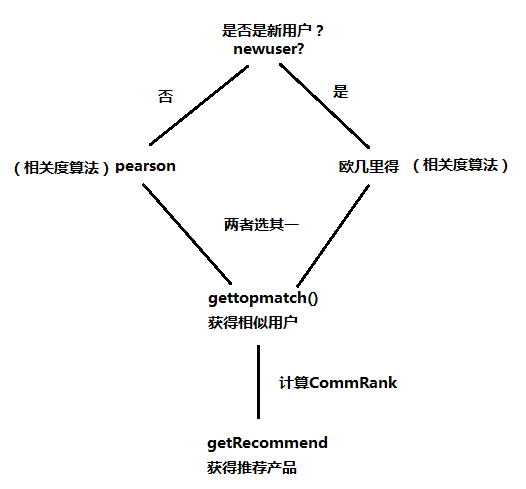 是否是新用户？
newuser?
否
是
（相关度算法）pearson
欧几里得 （相关度算法）
两者选其一
gettopmatch()
获得相似用户
计算CommRank
getRecommend
获得推荐产品